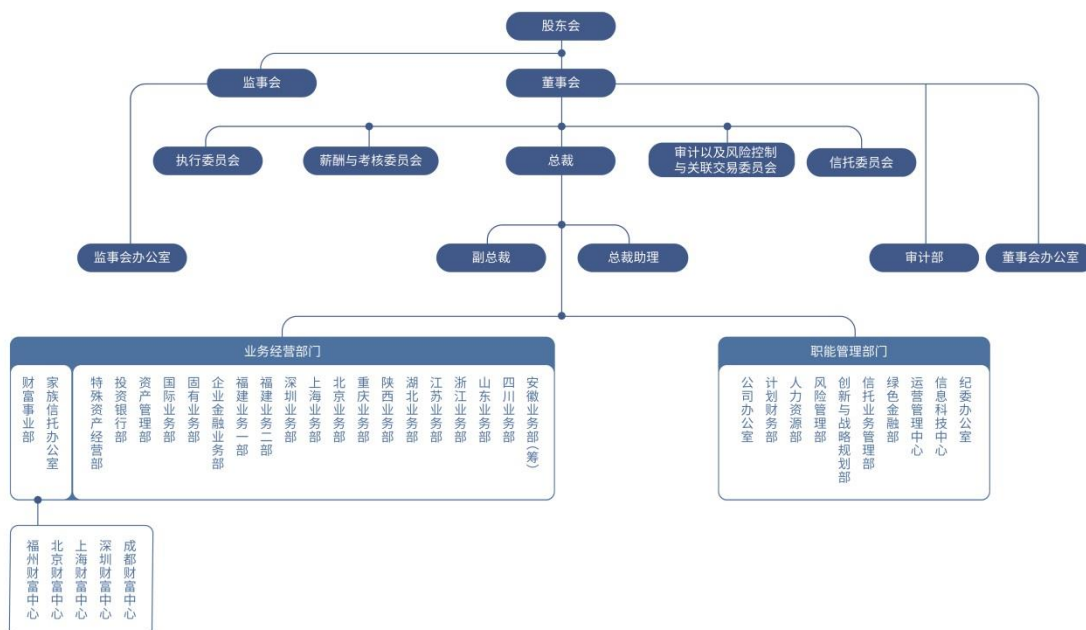 股东会
监事会
董事会
执行委员会
薪酬与考核委员会
总裁
审计以及风险控制
与关联交易委员会
信托委员会
监事会办公室
副总裁
总裁助理
审计部
董事会办公室
业务经营部门
财富事业部
家族信托办公室
特殊资产经营部
投资银行部
资产管理部
国际业务部
固有业务部
企业金融业务部
福建业务一部
福建业务二部
深圳业务部
上海业务部
北京业务部
重庆业务部
陕西业务部
湖北业务部
江苏业务部
浙江业务部
山东业务部
四川业务部
安徽业务部(筹)
职能管理部门
公司办公室
计划财务部
人力资源部
风险管理部
创新与战略规划部
信托业务管理部
绿色金融部
运营管理中心
信息科技中心
纪委办公室
福州财富中心
北京财富中心
上海财富中心
深圳财富中心
成都财富中心